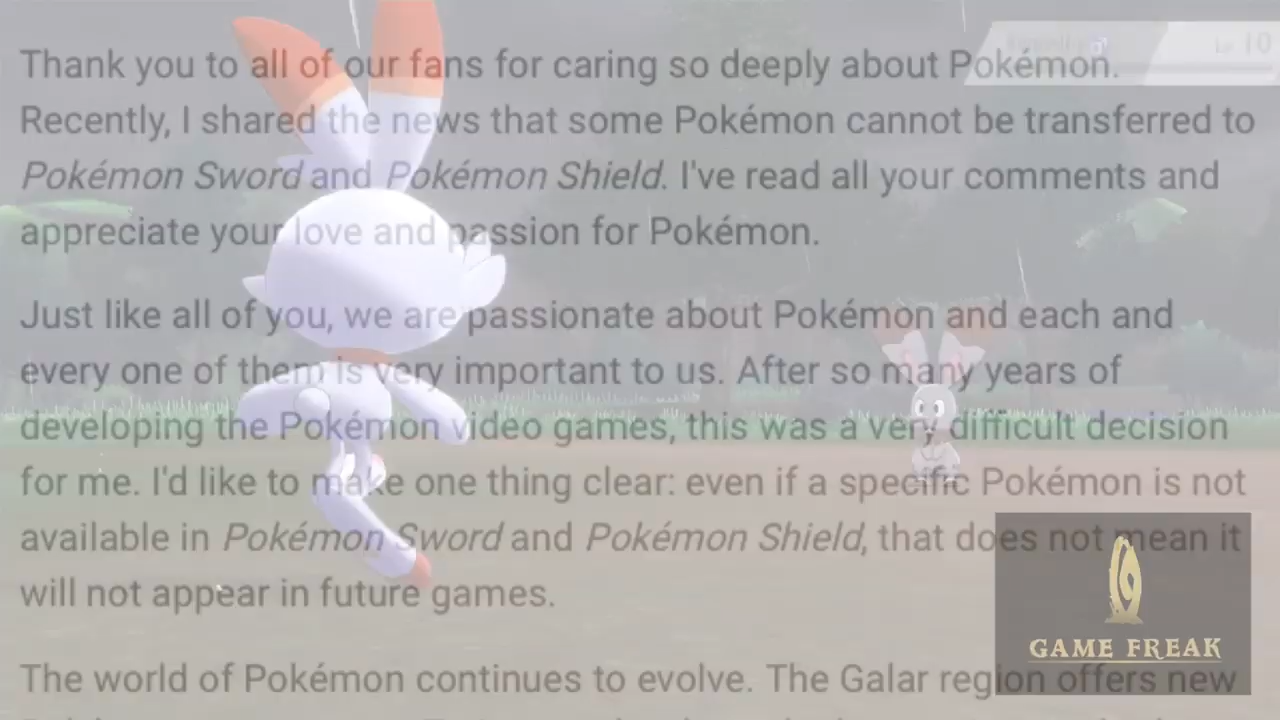 Thank you to all of our fans for caring so deeply about Pokémon.
Recently, I shared the news that some Pokémon cannot be transferred to
Pokémon Sword and Pokémon Shield. I've read all your comments and
appreciate your love and passion for Pokémon.
Just like all of you, we are passionate about Pokémon and each and
every one of them is very important to us. After so many years of
developing the Pokémon video games, this was a very difficult decision
for me. I'd like to make one thing clear: even if a specific Pokémon is not
available in Pokémon Sword and Pokémon Shield, that does not mean it
will not appear in future games.
The world of Pokémon continues to evolve. The Galar region offers new
Lv. 10
GAME FREAK